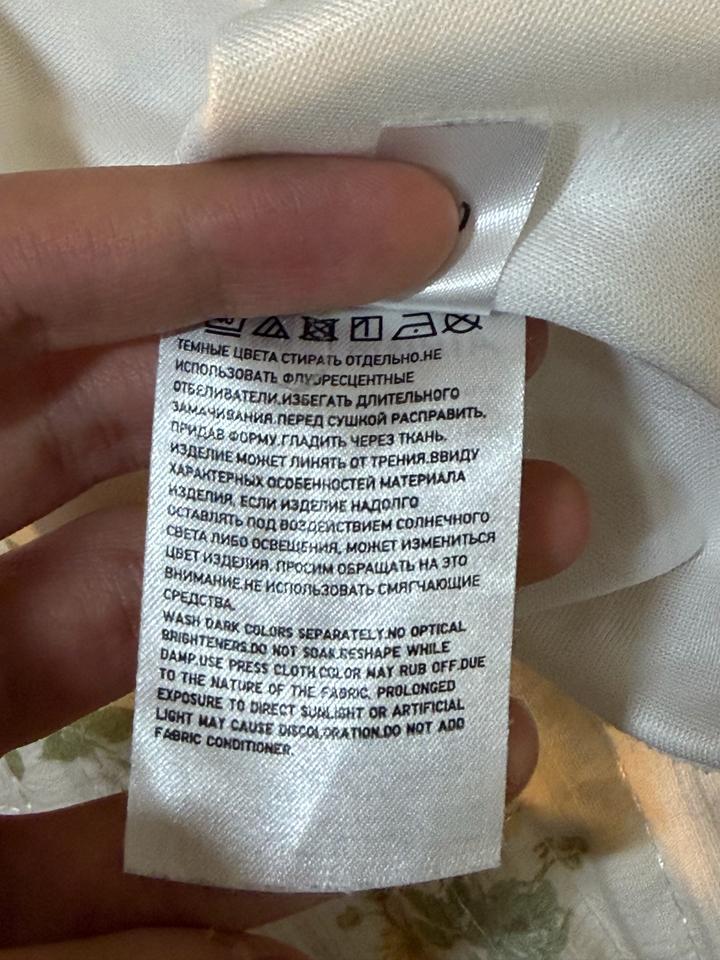 ТЕМНЫЕ ЦВЕТА СТИРАТЬ ОТДЕЛЬНО.НЕ
ИСПОЛЬЗОВАТЬ ФЛУОРЕСЦЕНТНЫЕ
ОТБЕЛИВАТЕЛИ.ИЗБЕГАТЬ ДЛИТЕЛЬНОГО
ЗАМАЧИВАНИЯ.ПЕРЕД СУШКОЙ РАСПРАВИТЬ,
ПРИДАВ ФОРМУ.ГЛАДИТЬ ЧЕРЕЗ ТКАНЬ.
ИЗДЕЛИЕ МОЖЕТ ЛИНЯТЬ ОТ ТРЕНИЯ.ВВИДУ
ХАРАКТЕРНЫХ ОСОБЕННОСТЕЙ МАТЕРИАЛА
ИЗДЕЛИЯ, ЕСЛИ ИЗДЕЛИЕ НАДОЛГО
ОСТАВЛЯТЬ ПОД ВОЗДЕЙСТВИЕМ СОЛНЕЧНОГО
СВЕТА ЛИБО ОСВЕЩЕНИЯ, МОЖЕТ ИЗМЕНИТЬСЯ
ЦВЕТ ИЗДЕЛИЯ. ПРОСИМ ОБРАЩАТЬ НА ЭТО
ВНИМАНИЕ.НЕ ИСПОЛЬЗОВАТЬ СМЯГЧАЮЩИЕ
СРЕДСТВА.
WASH DARK COLORS SEPARATELY.NO OPTICAL
BRIGHTENERS.DO NOT SOAK.RESHAPE WHILE
DAMP.USE PRESS CLOTH.COLOR MAY RUB OFF.DUE
TO THE NATURE OF THE FABRIC, PROLONGED
EXPOSURE TO DIRECT SUNLIGHT OR ARTIFICIAL
LIGHT MAY CAUSE DISCOLORATION.DO NOT ADD
FABRIC CONDITIONER.